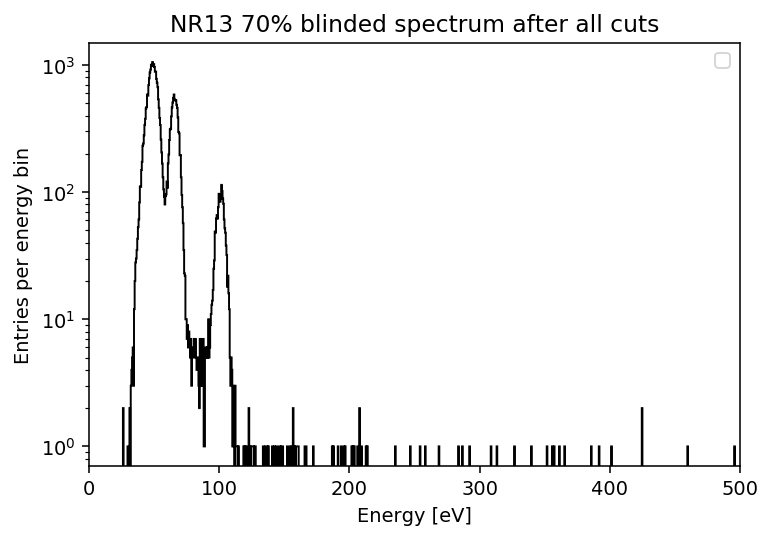 NR13 70% blinded spectrum after all cuts
10³
10²
10¹
10⁰
Entries per energy bin
0 100 200 300 400 500
Energy [eV]